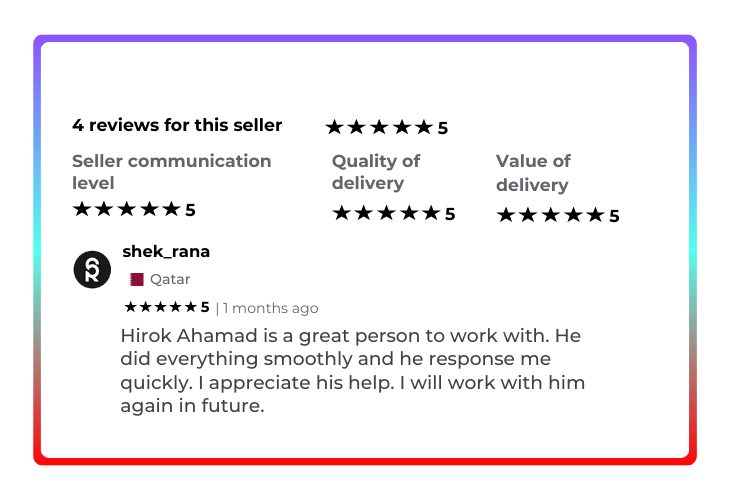 4 reviews for this seller ★★★★★ 5
Seller communication level
★★★★★ 5
Quality of delivery
★★★★★ 5
Value of delivery
★★★★★ 5
shek_rana
Qatar
★★★★★ 5 | 1 months ago
Hirok Ahamad is a great person to work with. He
did everything smoothly and he response me
quickly. I appreciate his help. I will work with him
again in future.